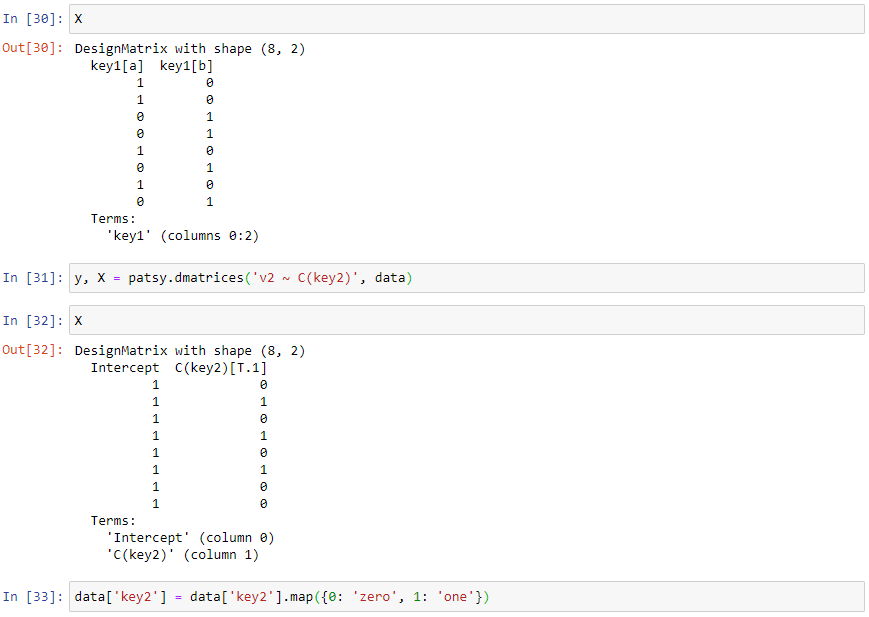 In [30]: X
Out[30]: DesignMatrix with shape (8, 2)
key1[a] key1[b]
1 0
1 0
0 1
0 1
1 0
0 1
1 0
0 1
Terms:
'key1' (columns 0:2)
In [31]: y, X = patsy.dmatrices('v2 ~ C(key2)', data)
In [32]: X
Out[32]: DesignMatrix with shape (8, 2)
Intercept C(key2)[T.1]
1 0
1 1
1 0
1 1
1 0
1 1
1 0
1 0
Terms:
'Intercept' (column 0)
'C(key2)' (column 1)
In [33]: data['key2'] = data['key2'].map({0: 'zero', 1: 'one'})